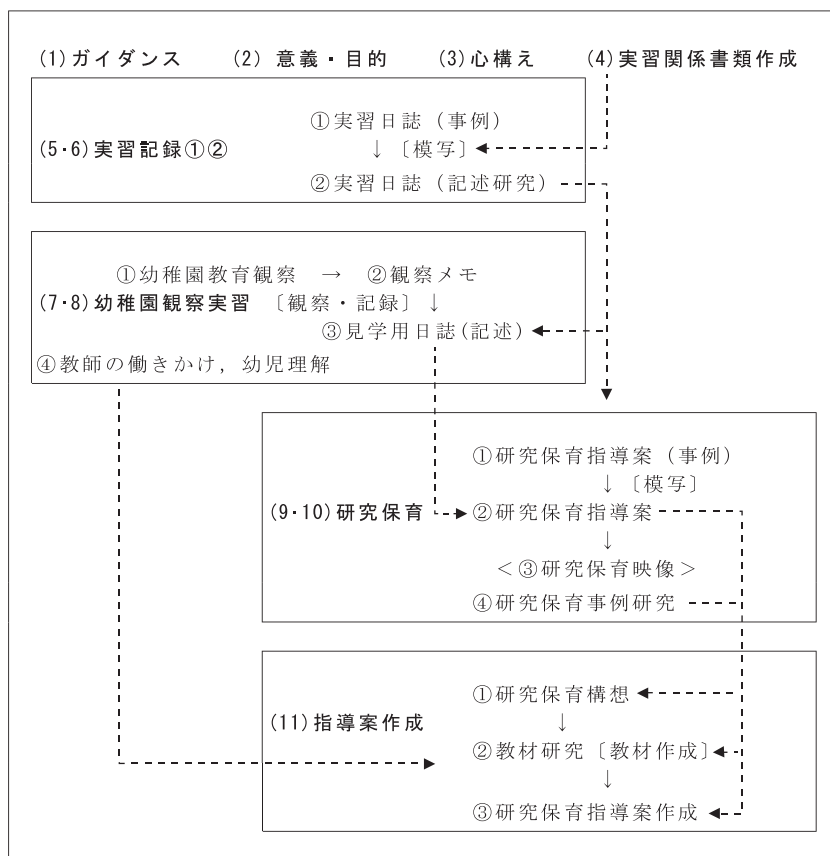 (1)ガイダンス (2) 意義・目的 (3)心構え (4)実習関係書類作成
①実習日誌（事例）
(5・6)実習記録①② ↓〔模写〕
②実習日誌（記述研究）
①幼稚園教育観察 → ②観察メモ
(7・8)幼稚園観察実習 〔観察・記録〕↓
③見学用日誌(記述)
④教師の働きかけ，幼児理解
①研究保育指導案（事例）
↓〔模写〕
(9・10)研究保育 ②研究保育指導案
↓
＜③研究保育映像＞
④研究保育事例研究
①研究保育構想
(11)指導案作成 ↓
②教材研究〔教材作成〕
↓
③研究保育指導案作成